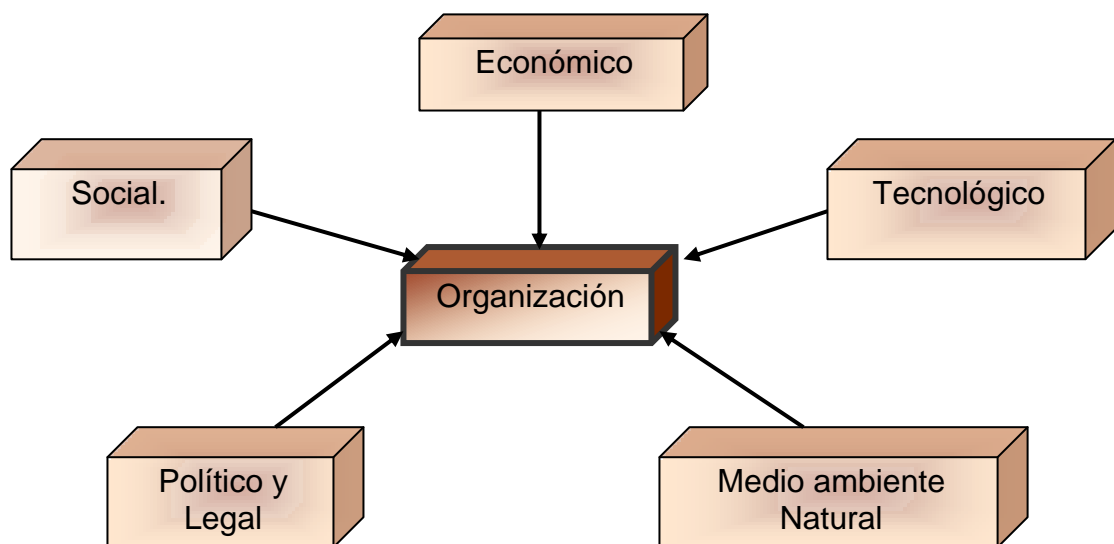 Económico
Social.
Tecnológico
Organización
Político y
Legal
Medio ambiente
Natural